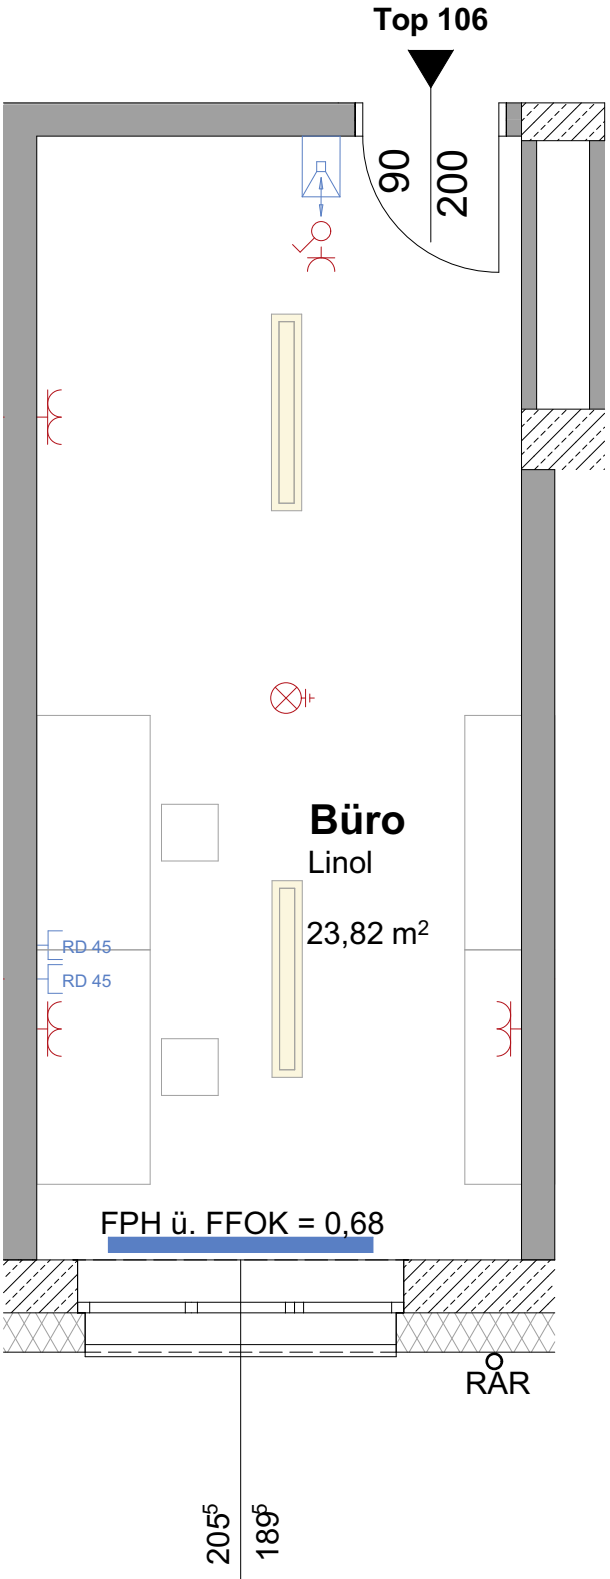 Top 106
90
200
Büro
Linol
23,82 m²
RD 45
RD 45
FPH ü. FFOK = 0,68
RAR
205⁵
189⁵